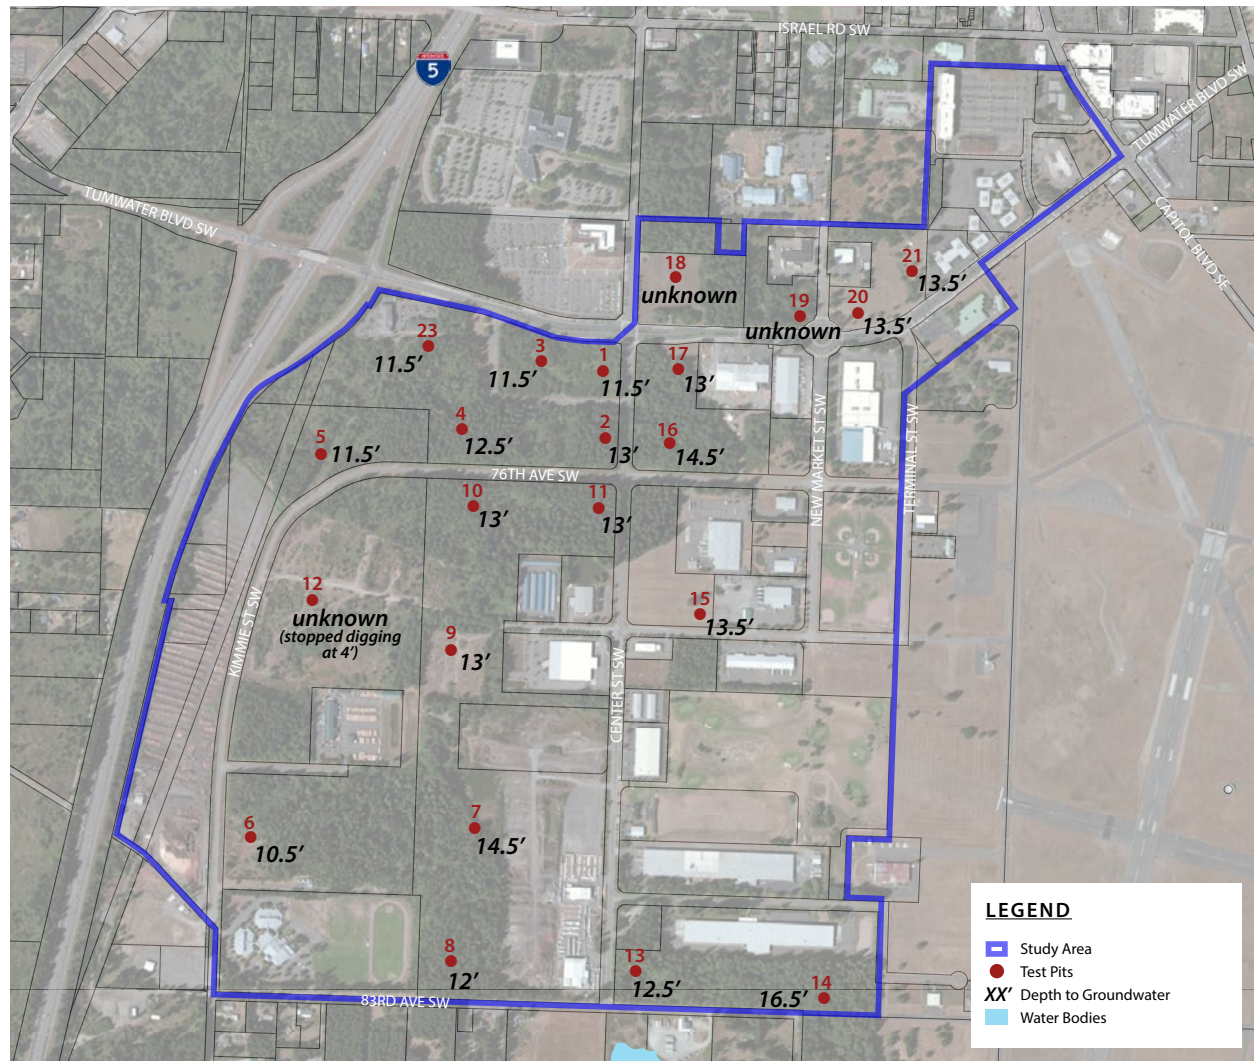 ISRAEL RD SW
INTERSTATE
5
TUMWATER BLVD SW
TUMWATER BLVD SW
CAPITOL BLVD SE
18
unknown
19
unknown
20
13.5’
21
13.5’
23
11.5’
3
11.5’
1
11.5’
17
13’
4
12.5’
5
11.5’
2
13’
16
14.5’
76TH AVE SW
NEW MARKET ST SW
TERMINAL ST SW
10
13’
11
13’
12
unknown
(stopped digging
at 4’)
KIMMIE ST SW
9
13’
15
13.5’
CENTER ST SW
6
10.5’
7
14.5’
8
12’
13
12.5’
14
16.5’
83RD AVE SW
LEGEND
Study Area
Test Pits
XX’ Depth to Groundwater
Water Bodies